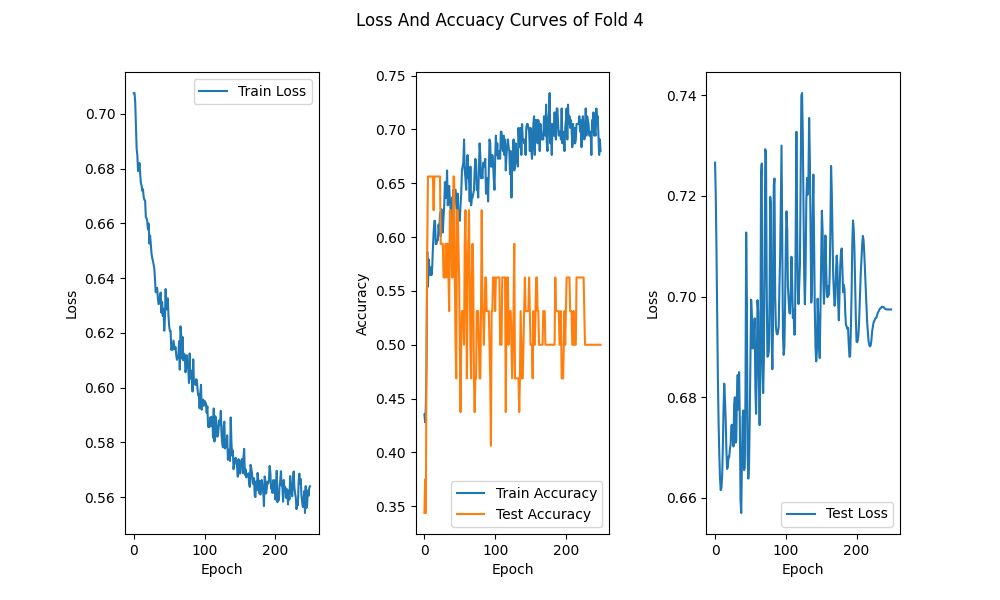 Loss And Accuacy Curves of Fold 4
0.70
0.68
0.66
0.64
0.62
0.60
0.58
0.56
Loss
0
100
200
Epoch
Train Loss
0.75
0.70
0.65
0.60
0.55
0.50
0.45
0.40
0.35
Accuracy
0
100
200
Epoch
Train Accuracy
Test Accuracy
0.74
0.72
0.70
0.68
0.66
Loss
0
100
200
Epoch
Test Loss